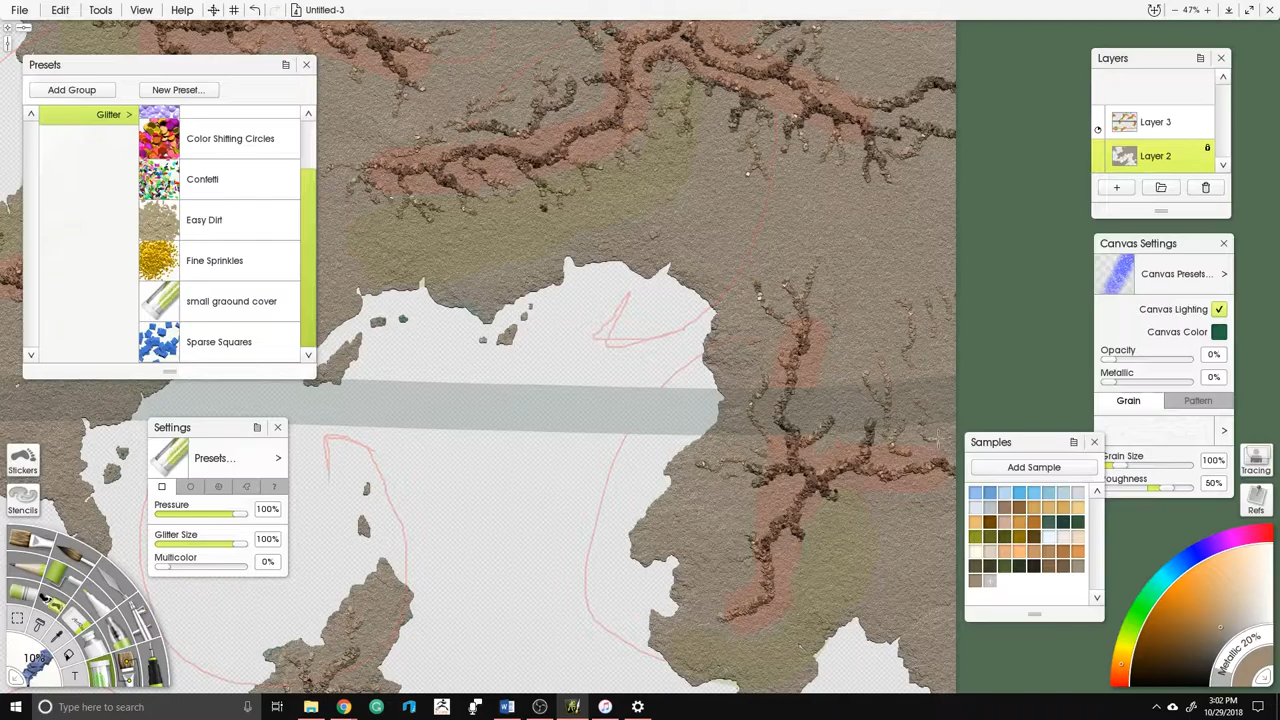 File Edit Tools View Help Untitled-3 47%
Presets
Add Group New Preset...
Glitter >
Color Shifting Circles
Confetti
Easy Dirt
Fine Sprinkles
small graound cover
Sparse Squares
Settings
Presets... >
?
Pressure
100%
Glitter Size
100%
Multicolor
0%
Stickers
Stencils
10%
T
Layers
Layer 3
Layer 2
+
Canvas Settings
Canvas Presets... >
Canvas Lighting
Canvas Color
Opacity
0%
Metallic
0%
Grain Pattern
>
Grain Size
100%
Roughness
50%
Samples
Add Sample
Tracing
Refs
Metallic 20%
Type here to search
3:02 PM
10/29/2018